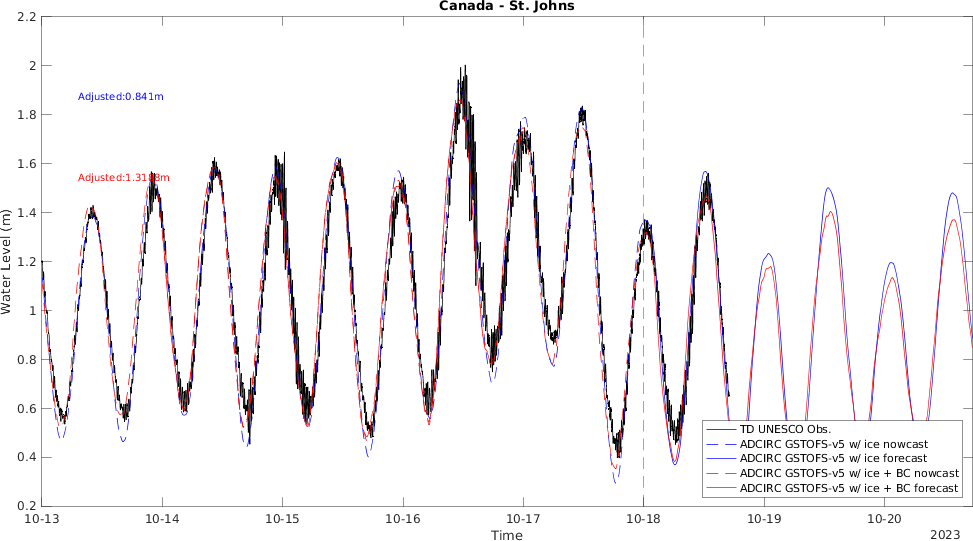 Canada - St. Johns
2.2
2
1.8
1.6
1.4
1.2
1
0.8
0.6
0.4
0.2
Water Level (m)
Adjusted:0.841m
TD UNESCO Obs.
ADCIRC GSTOFS-v5 w/ ice nowcast
ADCIRC GSTOFS-v5 w/ ice forecast
ADCIRC GSTOFS-v5 w/ ice + BC nowcast
ADCIRC GSTOFS-v5 w/ ice + BC forecast
10-13 10-14 10-15 10-16 10-17 10-18 10-19 10-20
Time
2023